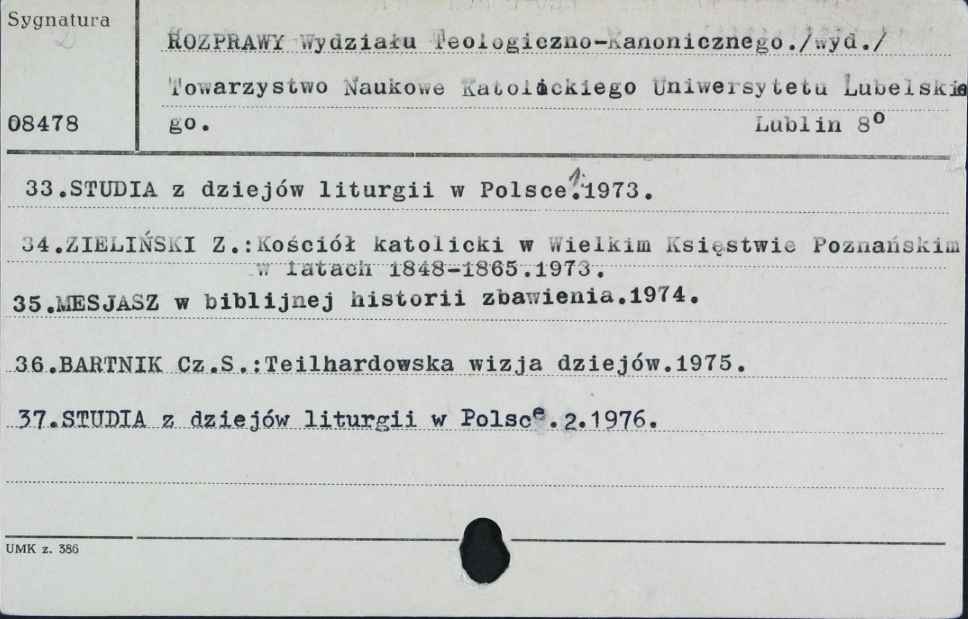 Sygnatura
ROZPRAWY Wydziału Teologiczno-Kanonicznego./wyd./
Towarzystwo Naukowe Katolickiego Uniwersytetu Lubelskie
08478
go. Lublin 8º
33.STUDIA z dziejów liturgii w Polsce.1.1973.
34.ZIELIŃSKI Z.:Kościół katolicki w Wielkim Księstwie Poznańskim
w latach 1848-1865.1973.
35.MESJASZ w biblijnej historii zbawienia.1974.
36.BARTNIK Cz.S.:Teilhardowska wizja dziejów.1975.
37.STUDIA z dziejów liturgii w Polsce.2.1976.
UMK z. 386